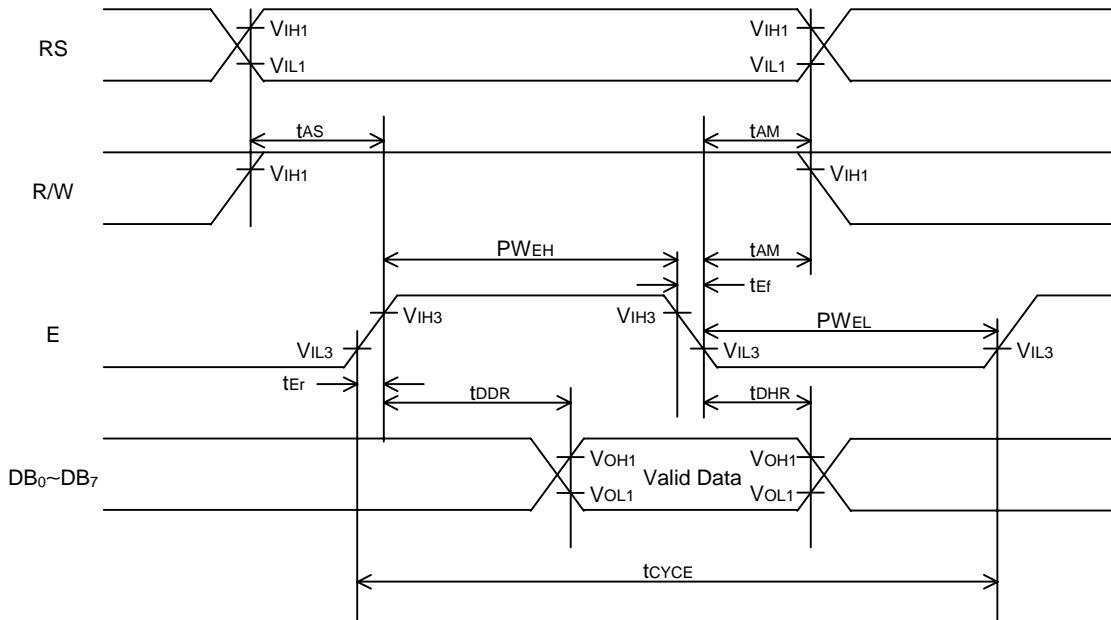 VIH1
VIH1
RS
VIL1
VIL1
tAS
tAM
VIH1
VIH1
R/W
PWEH
tAM
tEf
VIH3
VIH3
PWEL
E
VIL3
VIL3
VIL3
tEr
tDDR
tDHR
VOH1
VOH1
DB0~DB7
Valid Data
VOL1
VOL1
tCYCE